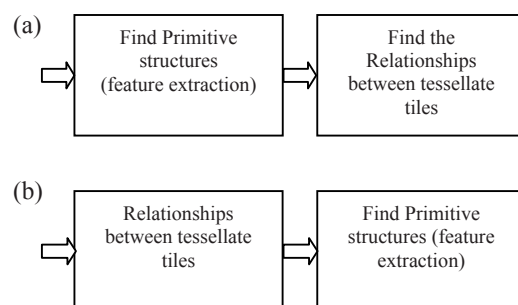 (a)
Find Primitive
structures
(feature extraction)
Find the
Relationships
between tessellate
tiles
(b)
Relationships
between tessellate
tiles
Find Primitive
structures (feature
extraction)